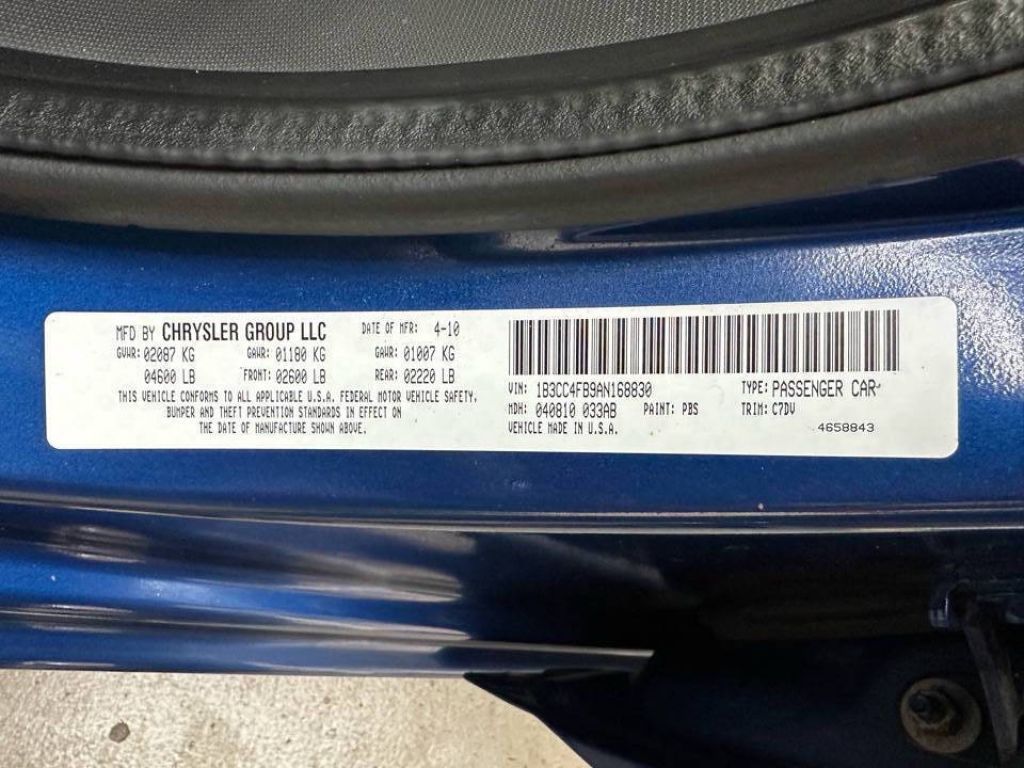 MFD BY CHRYSLER GROUP LLC DATE OF MFR: 4-10
GVWR: 02087 KG GAWR: 01180 KG GAWR: 01007 KG
04600 LB FRONT: 02600 LB REAR: 02220 LB
THIS VEHICLE CONFORMS TO ALL APPLICABLE U.S.A. FEDERAL MOTOR VEHICLE SAFETY,
BUMPER AND THEFT PREVENTION STANDARDS IN EFFECT ON
THE DATE OF MANUFACTURE SHOWN ABOVE.
VIN: 1B3CC4FB9AN168830 TYPE: PASSENGER CAR
MDH: 040810 033AB PAINT: PBS TRIM: C7DV
VEHICLE MADE IN U.S.A. 4658843